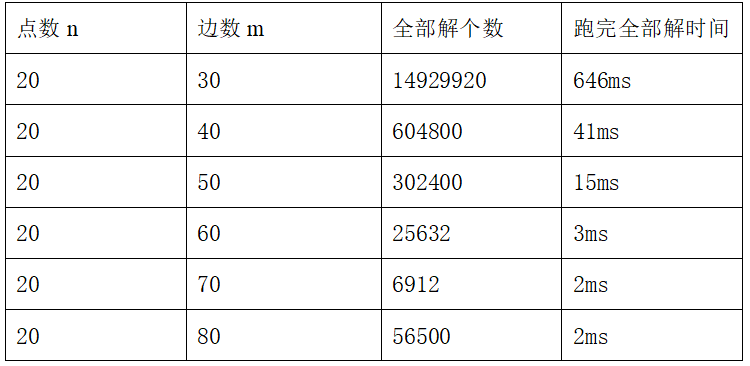 点数 n 边数 m 全部解个数 跑完全部解时间
20 30 14929920 646ms
20 40 604800 41ms
20 50 302400 15ms
20 60 25632 3ms
20 70 6912 2ms
20 80 56500 2ms